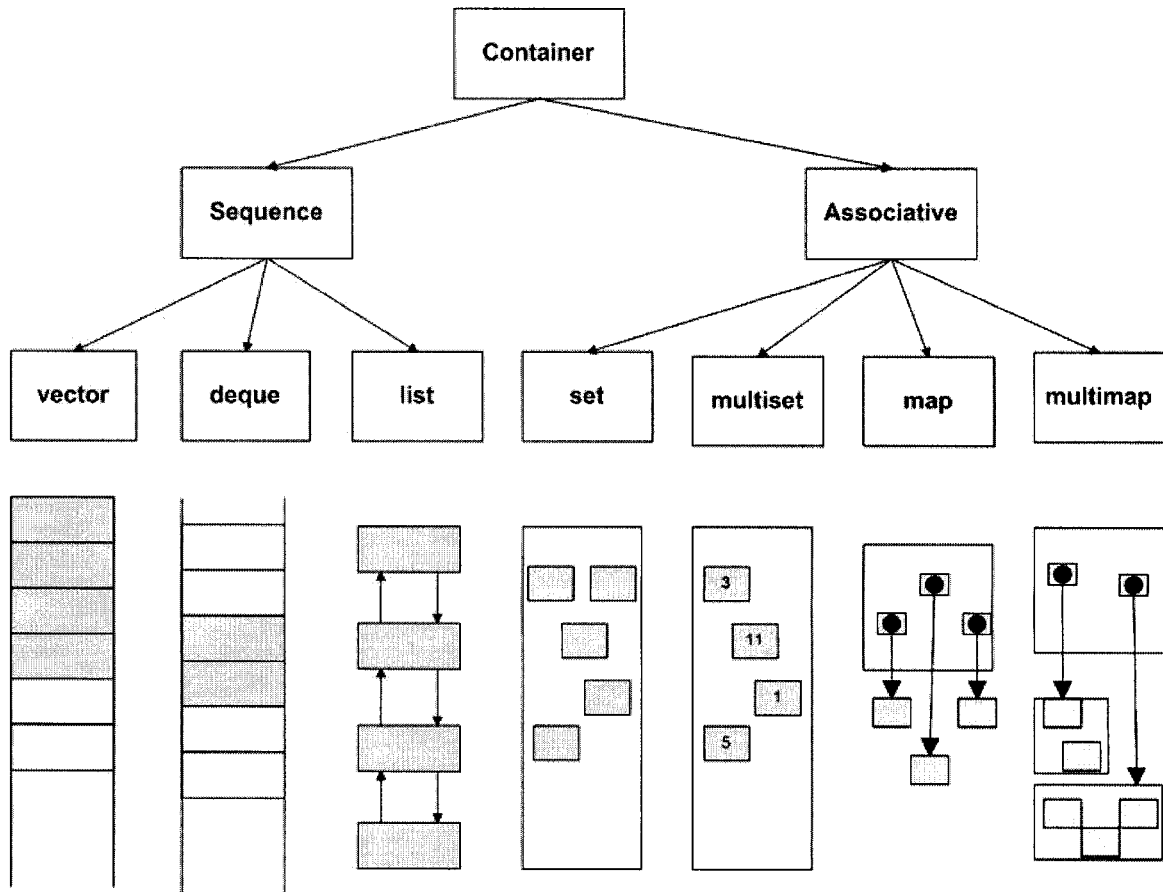 Container
Sequence
Associative
vector
deque
list
set
multiset
map
multimap
3
11
1
5